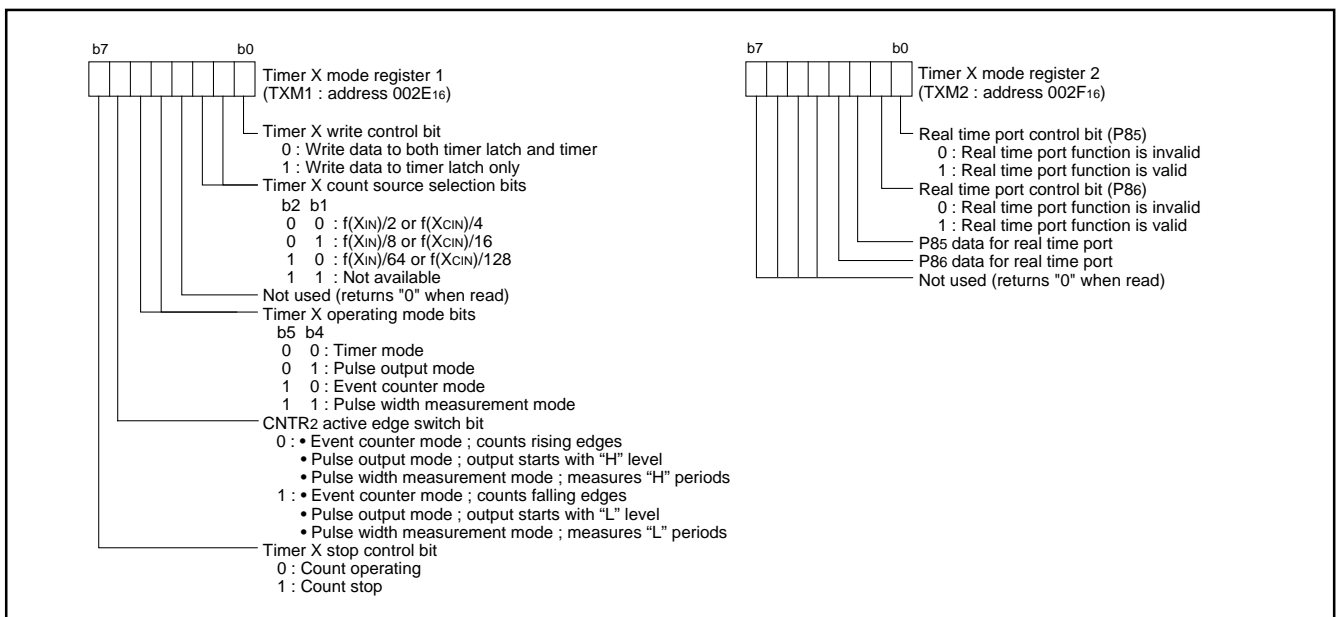 b7 b0
Timer X mode register 1
(TXM1 : address 002E16)
Timer X write control bit
0 : Write data to both timer latch and timer
1 : Write data to timer latch only
Timer X count source selection bits
b2 b1
0 0 : f(XIN)/2 or f(XCIN)/4
0 1 : f(XIN)/8 or f(XCIN)/16
1 0 : f(XIN)/64 or f(XCIN)/128
1 1 : Not available
Not used (returns "0" when read)
Timer X operating mode bits
b5 b4
0 0 : Timer mode
0 1 : Pulse output mode
1 0 : Event counter mode
1 1 : Pulse width measurement mode
CNTR2 active edge switch bit
0 : • Event counter mode ; counts rising edges
• Pulse output mode ; output starts with “H” level
• Pulse width measurement mode ; measures “H” periods
1 : • Event counter mode ; counts falling edges
• Pulse output mode ; output starts with “L” level
• Pulse width measurement mode ; measures “L” periods
Timer X stop control bit
0 : Count operating
1 : Count stop
b7 b0
Timer X mode register 2
(TXM2 : address 002F16)
Real time port control bit (P85)
0 : Real time port function is invalid
1 : Real time port function is valid
Real time port control bit (P86)
0 : Real time port function is invalid
1 : Real time port function is valid
P85 data for real time port
P86 data for real time port
Not used (returns "0" when read)